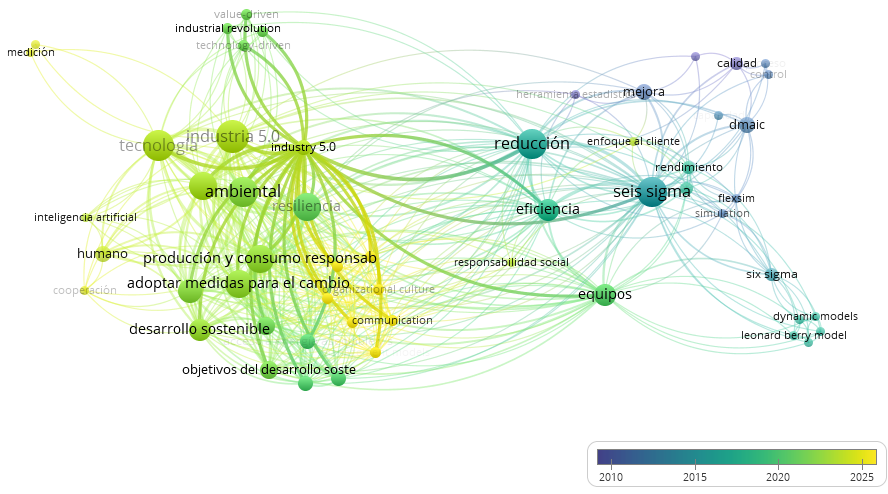 value-driven
industrial revolution
technology-driven
medición
calidad
control
mejora
dmaic
tecnología
industria 5.0
industry 5.0
reducción
enfoque al cliente
rendimiento
ambiental
resiliencia
seis sigma
flexsim
simulation
eficiencia
inteligencia artificial
humano
producción y consumo responsab
responsabilidad social
six sigma
cooperación
adoptar medidas para el cambio
organizational culture
equipos
desarrollo sostenible
communication
dynamic models
leonard berry model
objetivos del desarrollo soste
2010
2015
2020
2025